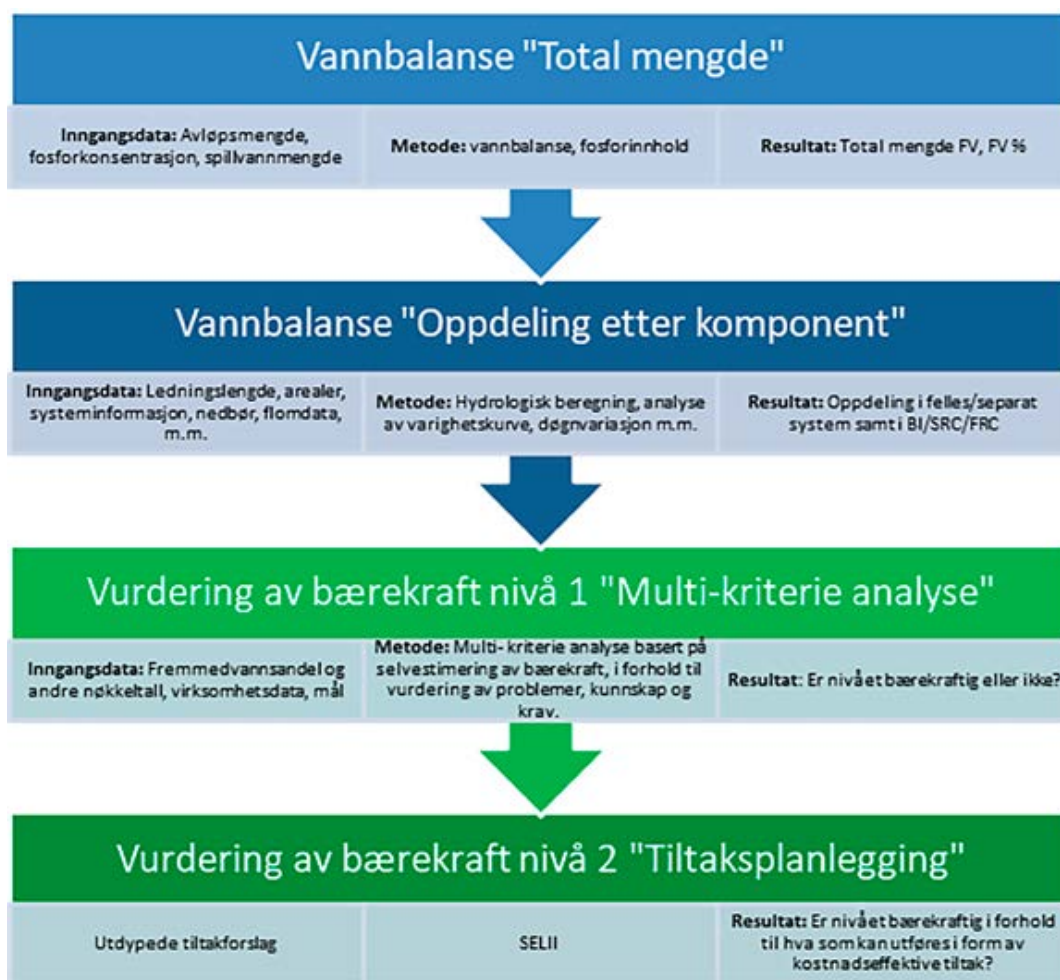 Vannbalanse "Total mengde"
Inngangsdata: Avløpsmengde,
fosforkonsentrasjon, spillvannmengde
Metode: vannbalanse, fosforinnhold
Resultat: Total mengde FV, FV %
Vannbalanse "Oppdeling etter komponent"
Inngangsdata: Ledningslengde, arealer,
systeminformasjon, nedbør, flomdata,
m.m.
Metode: Hydrologisk beregning, analyse
av varighetskurve, døgnvariasjon m.m.
Resultat: Oppdeling i felles/separat
system samt i BI/SRC/FRC
Vurdering av bærekraft nivå 1 "Multi-kriterie analyse"
Inngangsdata: Fremmedvannsandel og
andre nøkkeltall, virksomhetsdata, mål
Metode: Multi- kriterie analyse basert på
selvestimering av bærekraft, i forhold til
vurdering av problemer, kunnskap og
krav.
Resultat: Er nivået bærekraftig eller ikke?
Vurdering av bærekraft nivå 2 "Tiltaksplanlegging"
Utdypede tiltakforslag
SELII
Resultat: Er nivået bærekraftig i forhold
til hva som kan utføres i form av
kostnadseffektive tiltak?